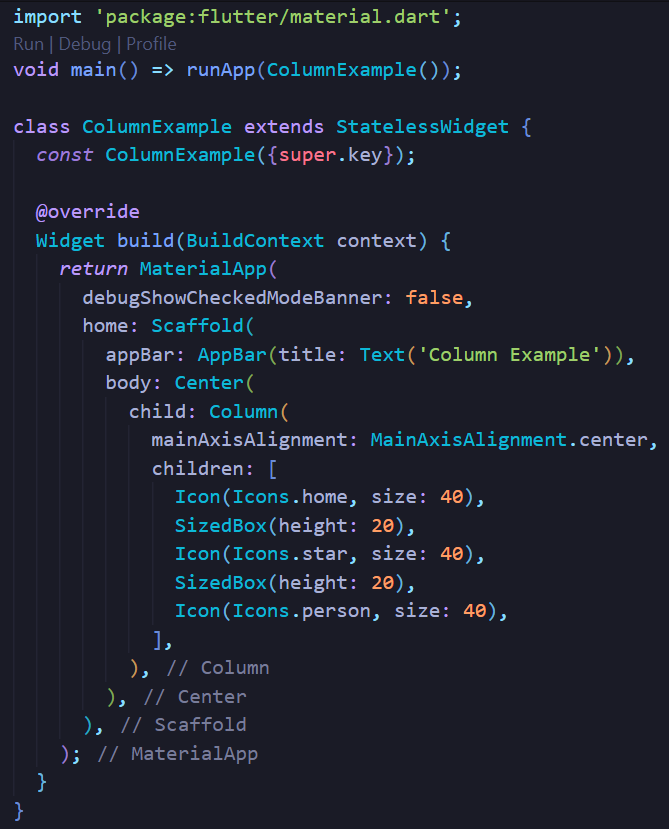 import 'package:flutter/material.dart';
Run | Debug | Profile
void main() => runApp(ColumnExample());

class ColumnExample extends StatelessWidget {
  const ColumnExample({super.key});

  @override
  Widget build(BuildContext context) {
    return MaterialApp(
      debugShowCheckedModeBanner: false,
      home: Scaffold(
        appBar: AppBar(title: Text('Column Example')),
        body: Center(
          child: Column(
            mainAxisAlignment: MainAxisAlignment.center,
            children: [
              Icon(Icons.home, size: 40),
              SizedBox(height: 20),
              Icon(Icons.star, size: 40),
              SizedBox(height: 20),
              Icon(Icons.person, size: 40),
            ],
          ), // Column
        ), // Center
      ), // Scaffold
    ); // MaterialApp
  }
}